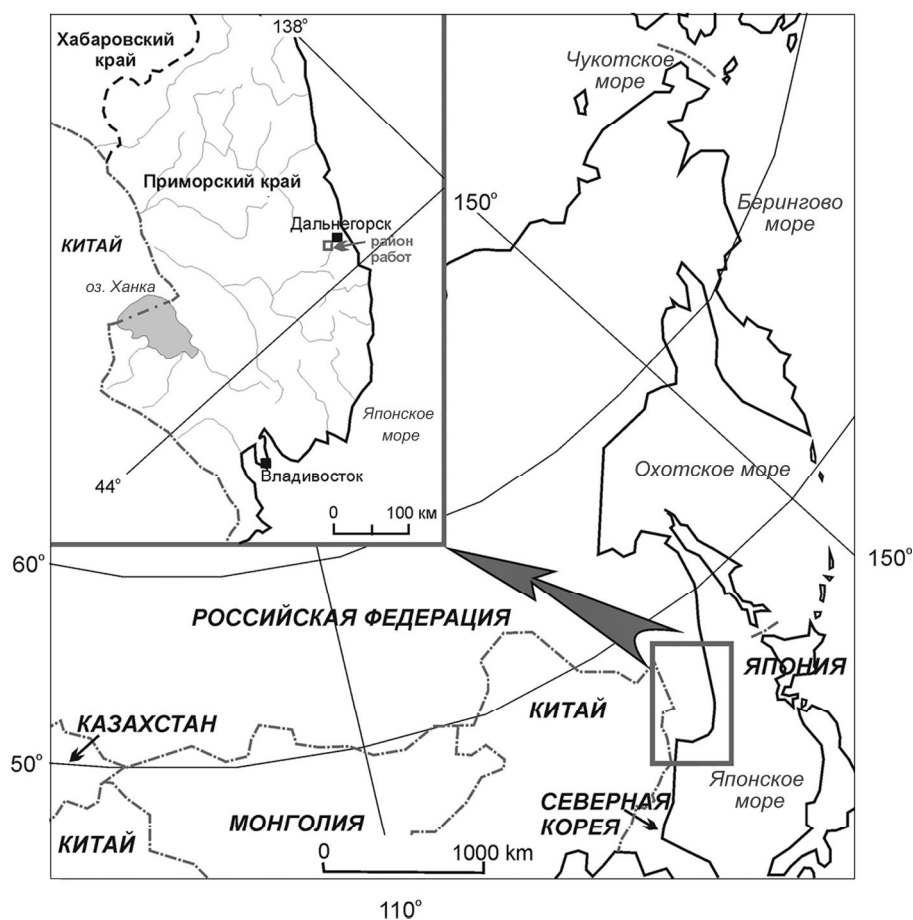 138°
Хабаровский
край
Приморский край
Дальнегорск
район
работ
КИТАЙ
оз. Ханка
Японское
море
44°
Владивосток
0 100 км
Чукотское
море
150°
Берингово
море
Охотское море
150°
60°
РОССИЙСКАЯ ФЕДЕРАЦИЯ
ЯПОНИЯ
КИТАЙ
КАЗАХСТАН
50°
Японское
море
СЕВЕРНАЯ
КОРЕЯ
МОНГОЛИЯ
КИТАЙ
0 1000 km
110°